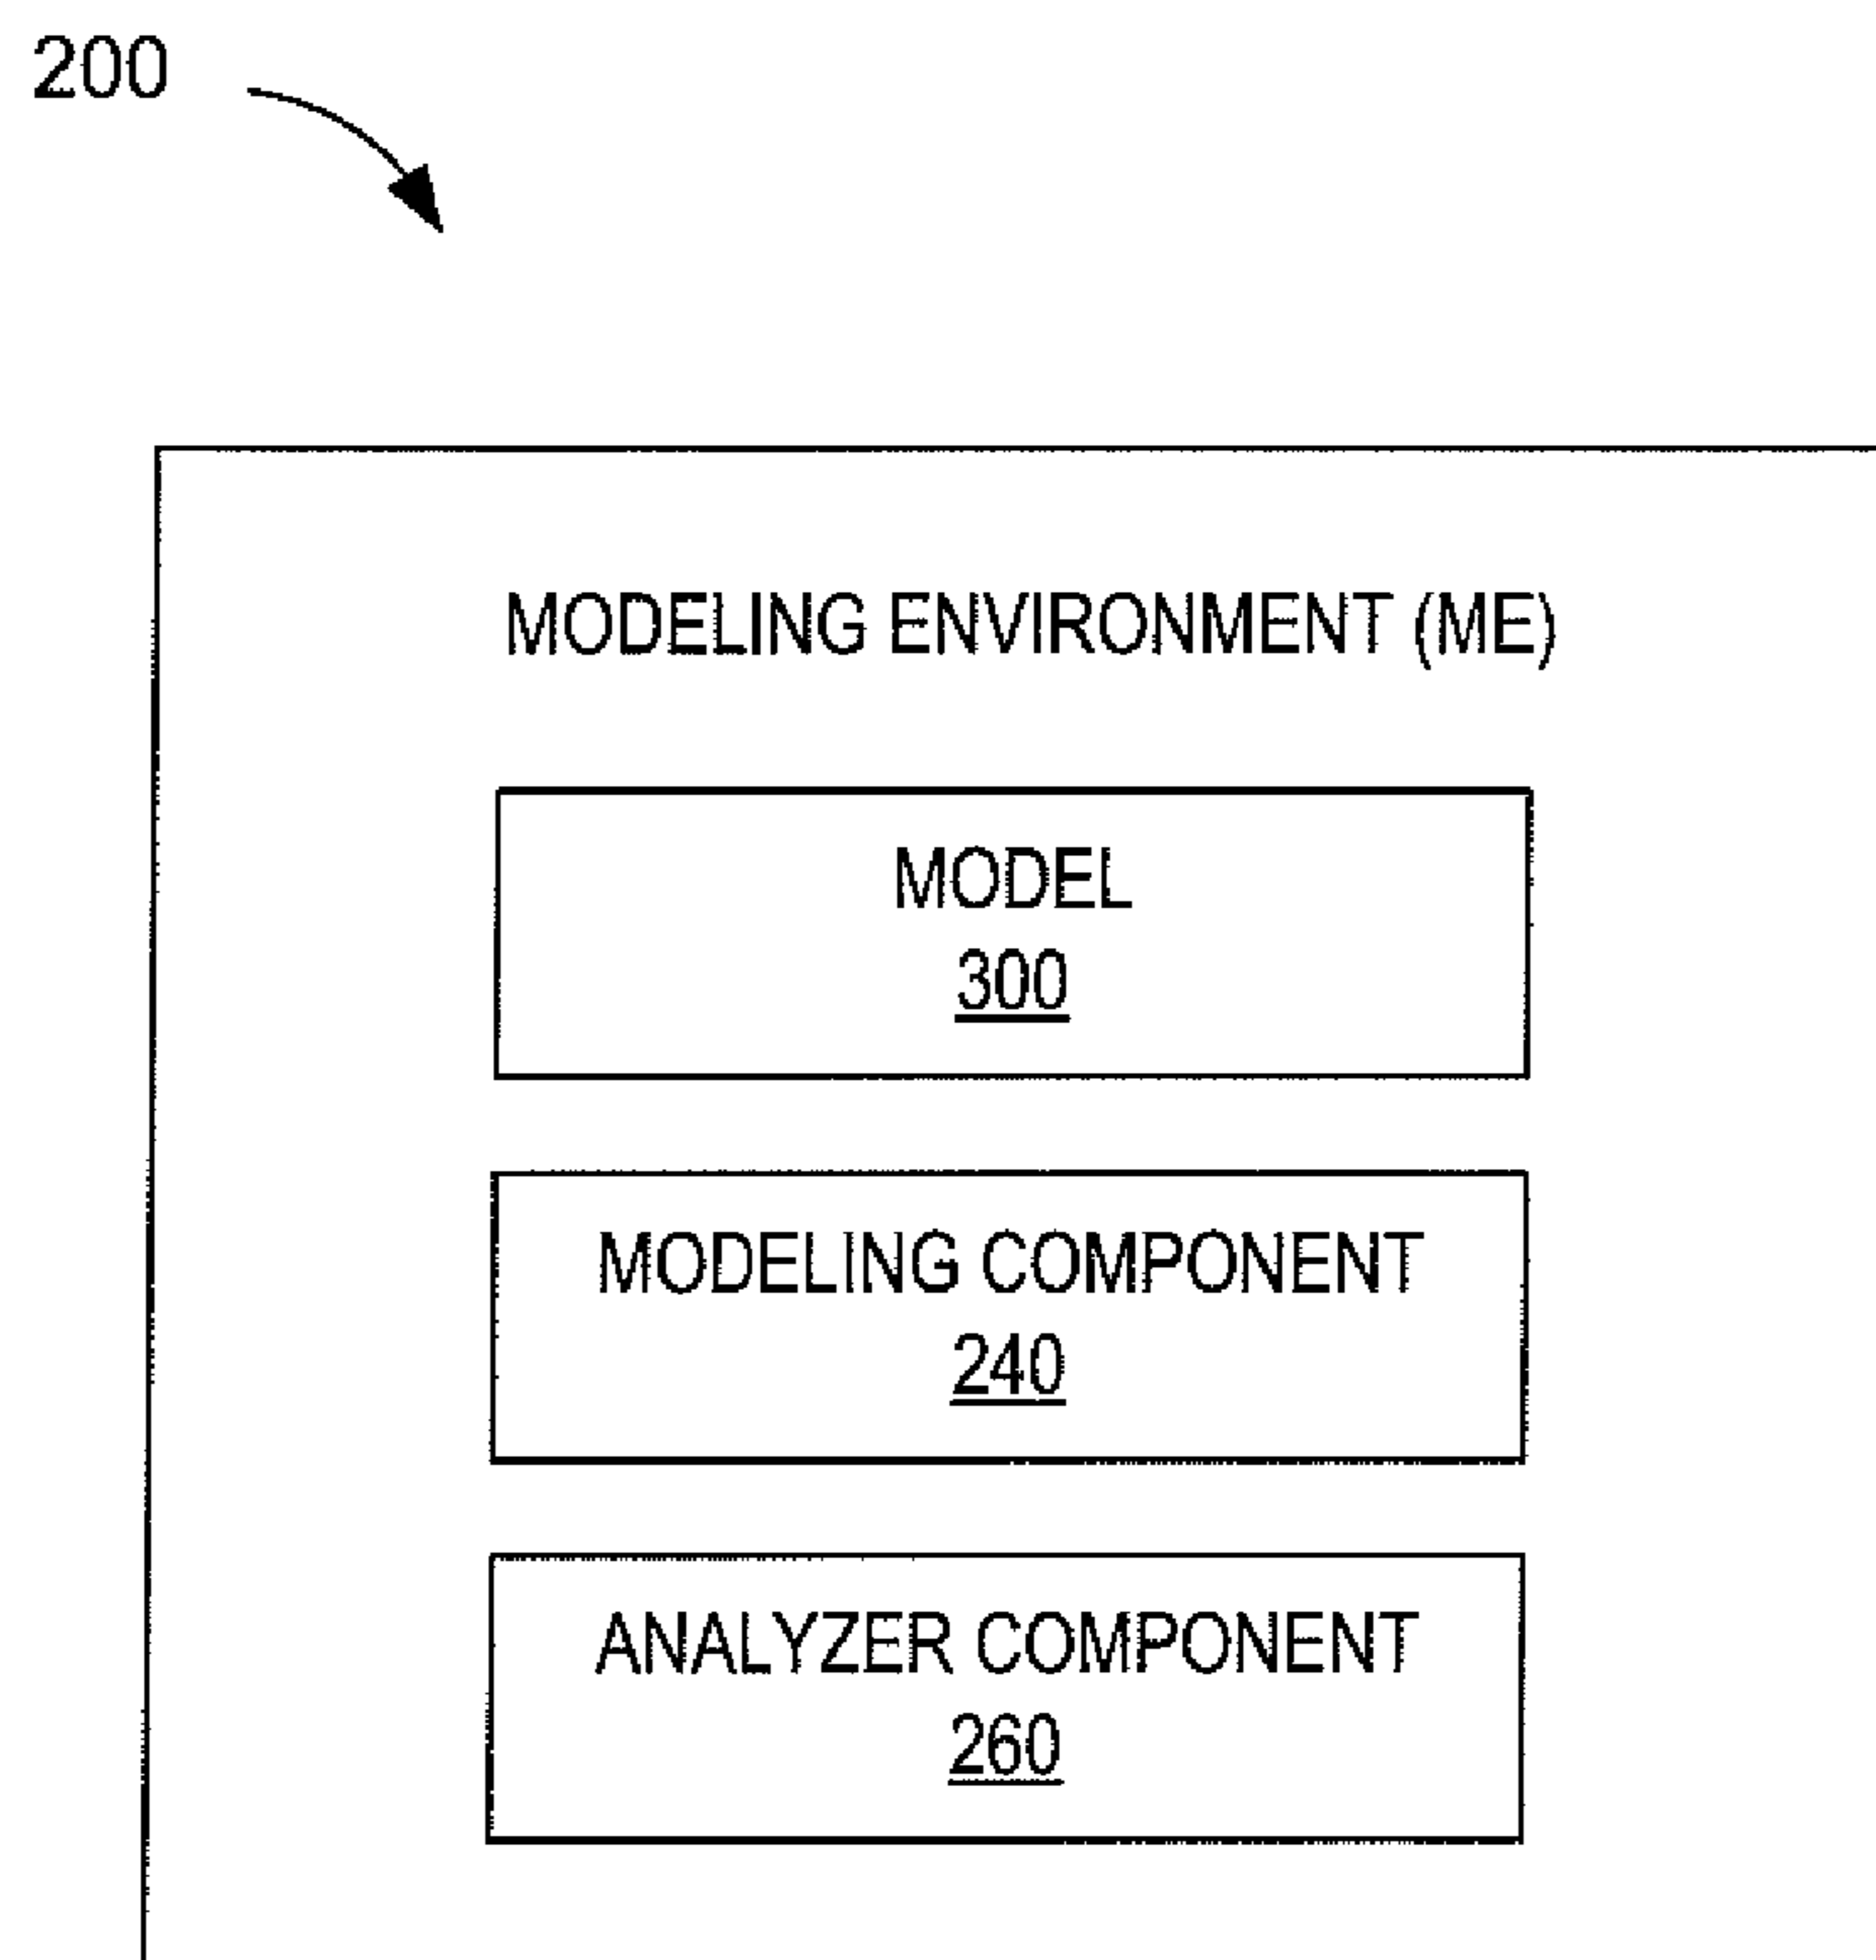 200
MODELING ENVIRONMENT (ME)
MODEL
300
MODELING COMPONENT
240
ANALYZER COMPONENT
260